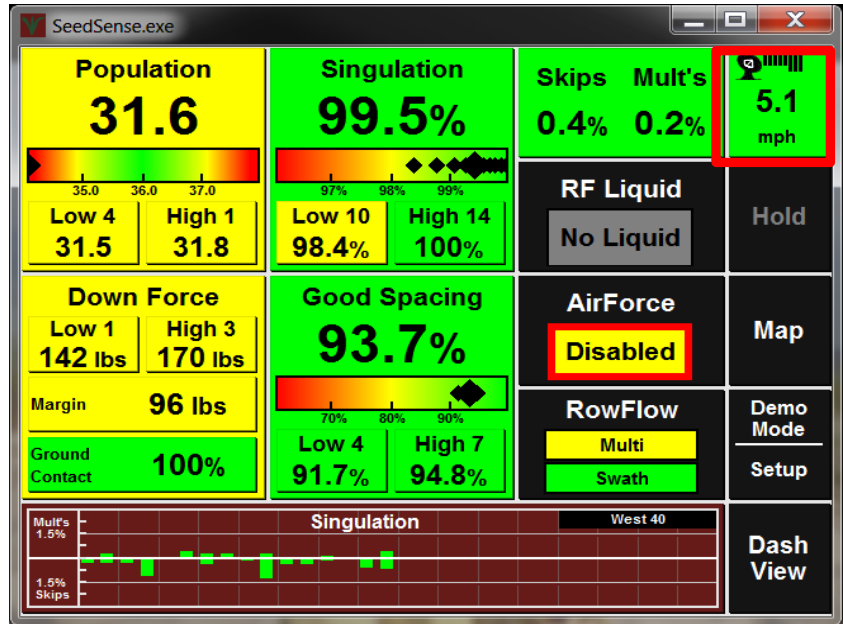 SeedSense.exe
Population
31.6
35.0 36.0 37.0
Low 4 High 1
31.5 31.8
Singulation
99.5%
97% 98% 99%
Low 10 High 14
98.4% 100%
Skips Mult's
0.4% 0.2%
5.1
mph
RF Liquid
No Liquid
Hold
Down Force
Low 1 High 3
142 lbs 170 lbs
Margin 96 lbs
Ground
Contact 100%
Good Spacing
93.7%
70% 80% 90%
Low 4 High 7
91.7% 94.8%
AirForce
Disabled
Map
RowFlow
Multi
Swath
Demo
Mode
Setup
Singulation
West 40
Mult's
1.5%
1.5%
Skips
Dash
View